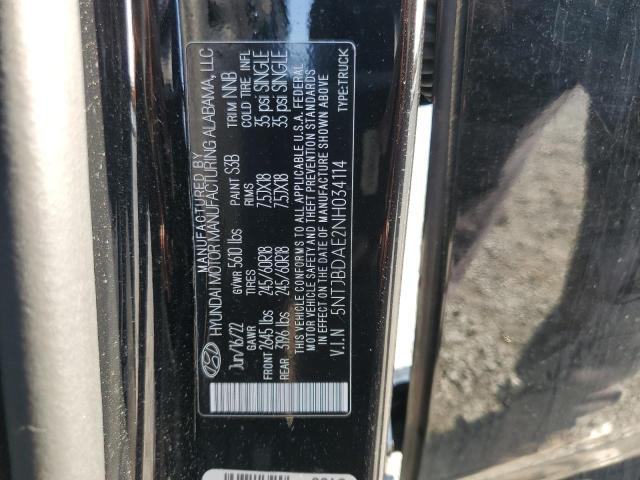 MANUFACTURED BY
HYUNDAI MOTOR MANUFACTURING ALABAMA, LLC
Jun/16/22 GVWR 5610 lbs PAINT S3B TRIM NNB
GAWR TIRES RIMS COLD TIRE INFL
FRONT 2645 lbs 245/60R18 7.5JX18 35 psi SINGLE
REAR 3196 lbs 245/60R18 7.5JX18 35 psi SINGLE
THIS VEHICLE CONFORMS TO ALL APPLICABLE U.S.A. FEDERAL
MOTOR VEHICLE SAFETY AND THEFT PREVENTION STANDARDS
IN EFFECT ON THE DATE OF MANUFACTURE SHOWN ABOVE
V.I.N 5NTJBDAE2NH034114 TYPE:TRUCK